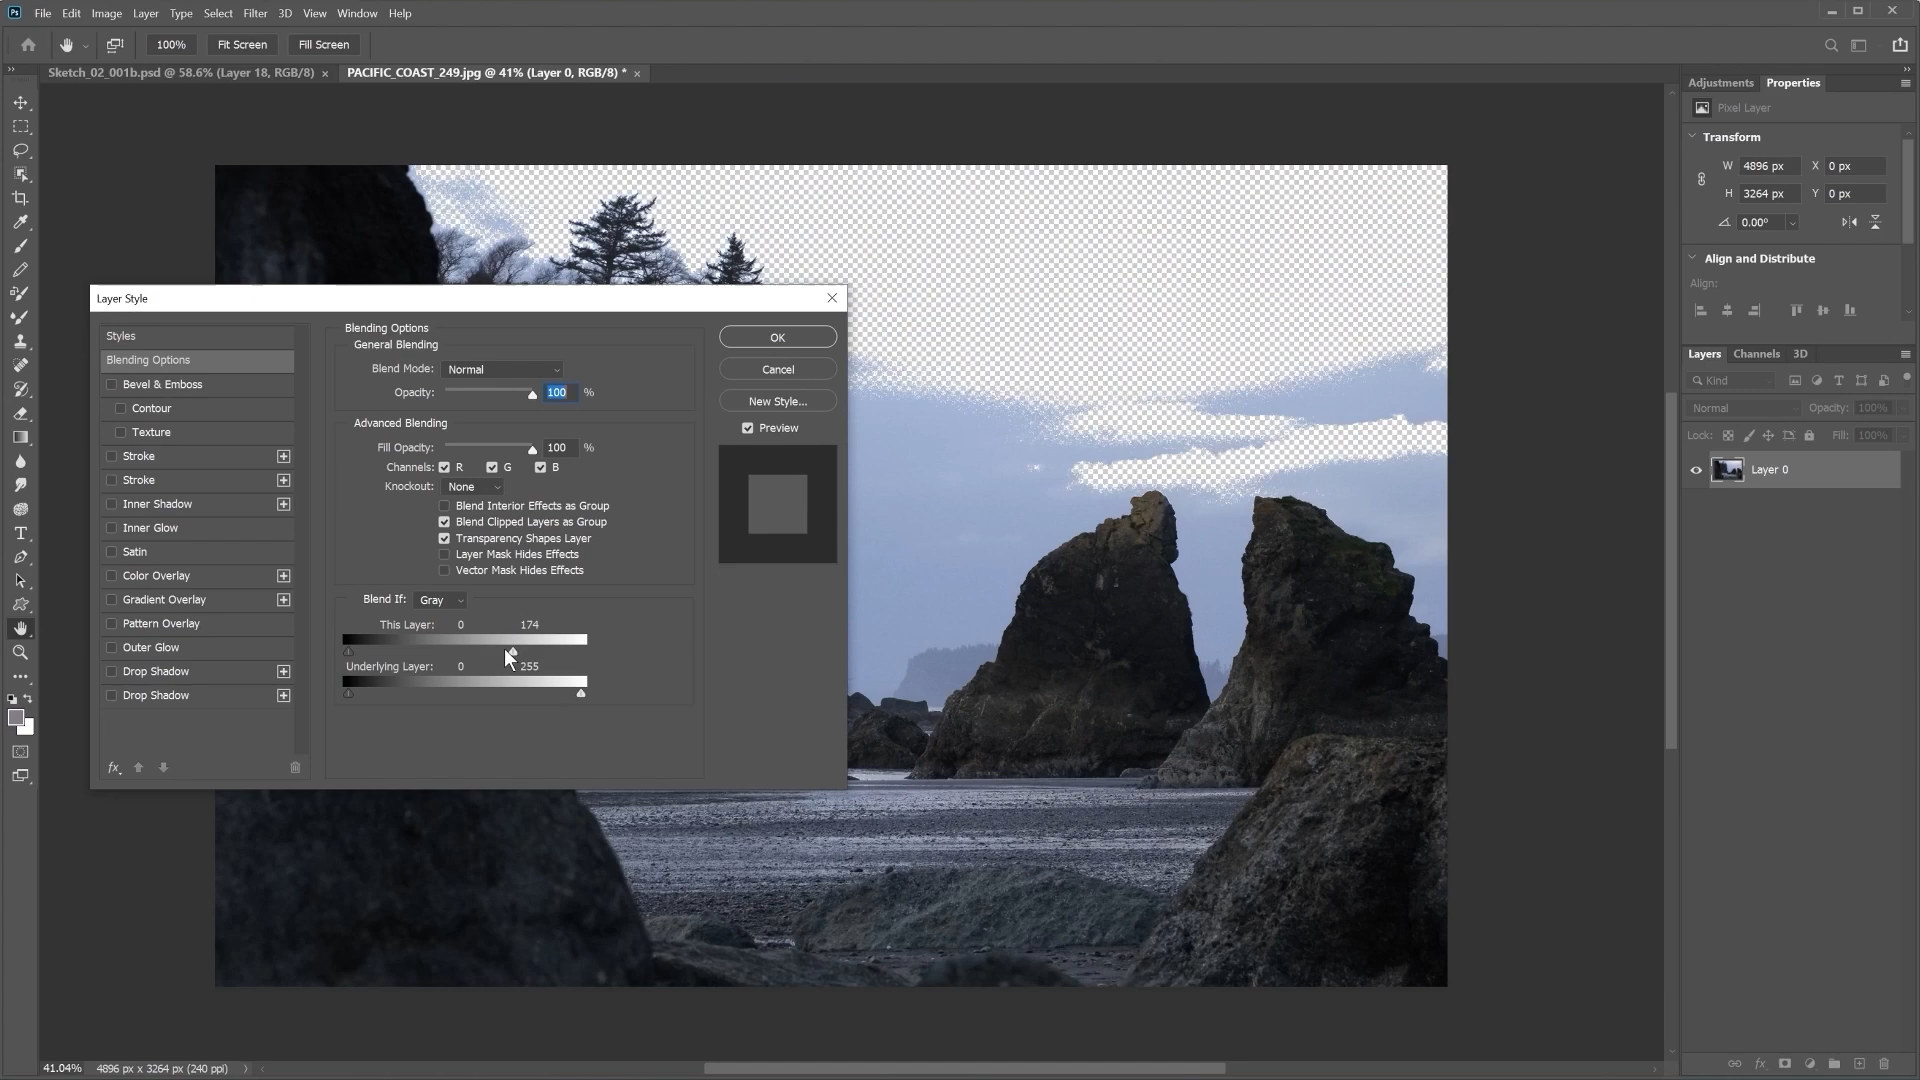 Ps File Edit Image Layer Type Select Filter 3D View Window Help
100% Fit Screen Fill Screen
Sketch_02_001b.psd @ 58.6% (Layer 18, RGB/8) × PACIFIC_COAST_249.jpg @ 41% (Layer 0, RGB/8) * ×
Layer Style
Styles
Blending Options
Bevel & Emboss
Contour
Texture
Stroke
Stroke
Inner Shadow
Inner Glow
Satin
Color Overlay
Gradient Overlay
Pattern Overlay
Outer Glow
Drop Shadow
Drop Shadow
fx
Blending Options
General Blending
Blend Mode: Normal
Opacity: 100 %
Advanced Blending
Fill Opacity: 100 %
Channels: R G B
Knockout: None
Blend Interior Effects as Group
Blend Clipped Layers as Group
Transparency Shapes Layer
Layer Mask Hides Effects
Vector Mask Hides Effects
Blend If: Gray
This Layer: 0 174
Underlying Layer: 0 255
OK
Cancel
New Style...
Preview
Adjustments Properties
Pixel Layer
Transform
W 4896 px X 0 px
H 3264 px Y 0 px
0.00°
Align and Distribute
Align:
Layers Channels 3D
Kind
Normal Opacity: 100%
Lock: Fill: 100%
Layer 0
fx
41.04% 4896 px x 3264 px (240 ppi)